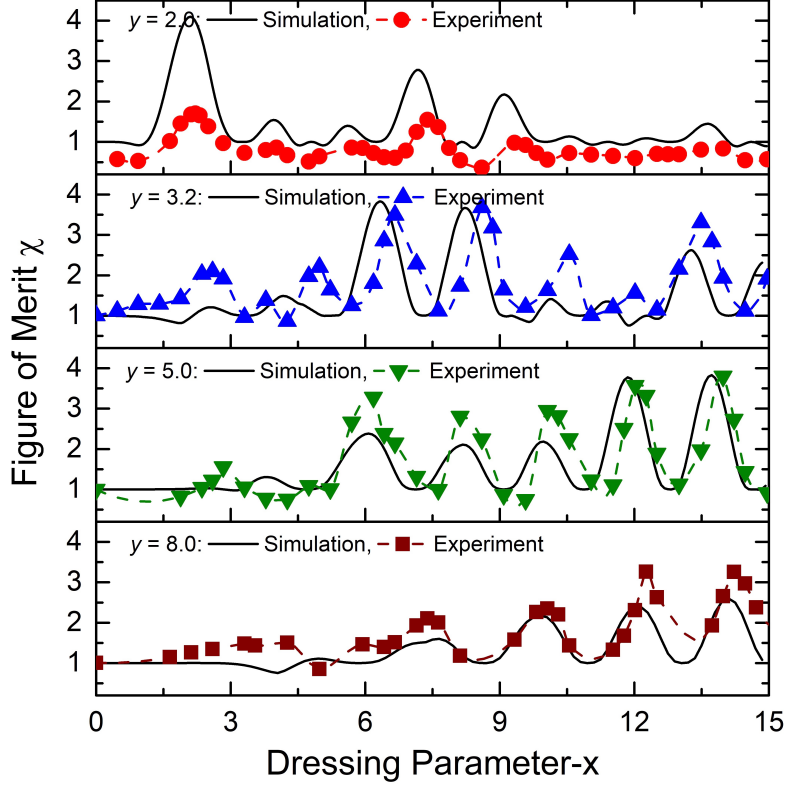 Figure of Merit χ
4
y = 2.0: Simulation, Experiment
3
2
1
4
y = 3.2: Simulation, Experiment
3
2
1
4
y = 5.0: Simulation, Experiment
3
2
1
4
y = 8.0: Simulation, Experiment
3
2
1
0 3 6 9 12 15
Dressing Parameter-x